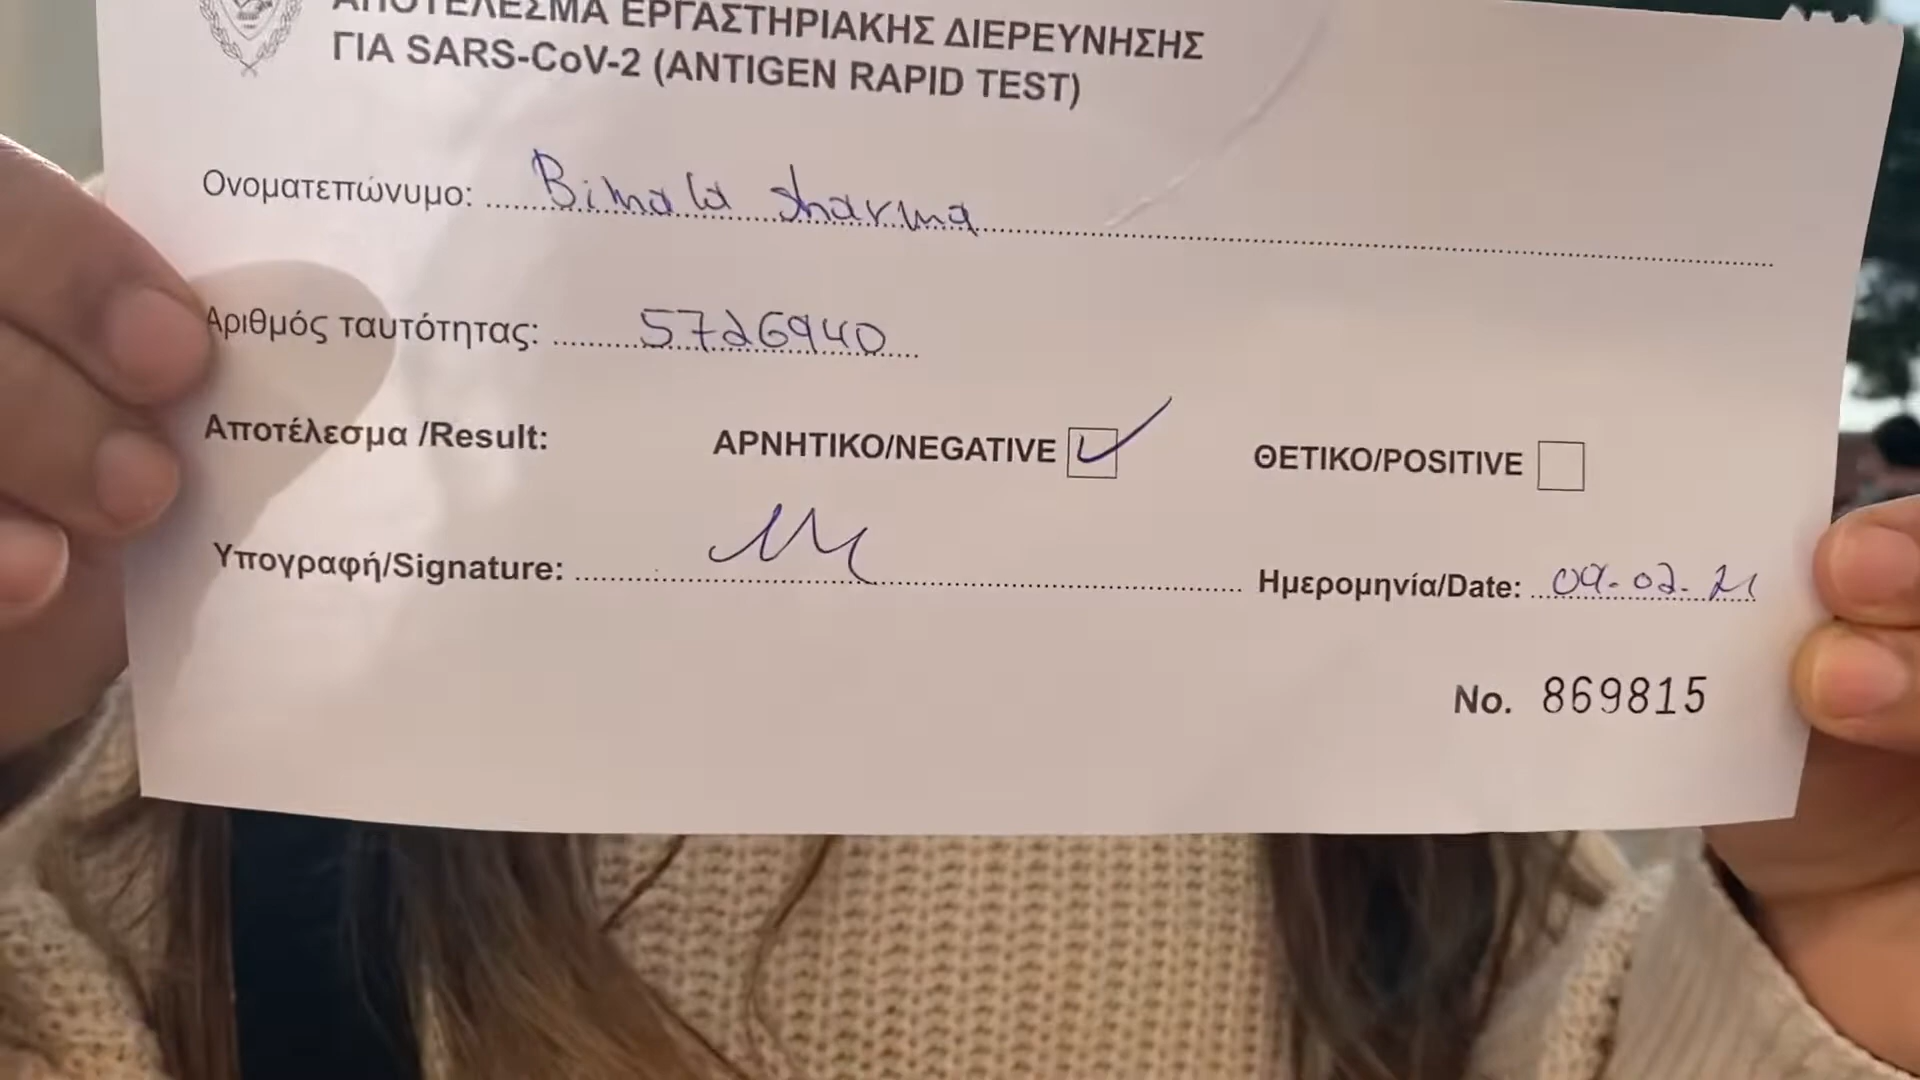 ΑΠΟΤΕΛΕΣΜΑ ΕΡΓΑΣΤΗΡΙΑΚΗΣ ΔΙΕΡΕΥΝΗΣΗΣ
ΓΙΑ SARS-CoV-2 (ANTIGEN RAPID TEST)
Ονοματεπώνυμο: Bimala sharma
Αριθμός ταυτότητας: 5726940
Αποτέλεσμα /Result: ΑΡΝΗΤΙΚΟ/NEGATIVE ΘΕΤΙΚΟ/POSITIVE
Υπογραφή/Signature: Ημερομηνία/Date: 09.02.21
No. 869815